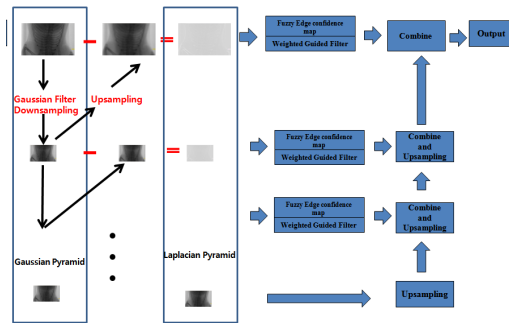 Fuzzy Edge confidence
map
Weighted Guided Filter
Combine
Output
Gaussian Filter
Downsampling
Upsampling
Fuzzy Edge confidence
map
Weighted Guided Filter
Combine
and
Upsampling
Fuzzy Edge confidence
map
Weighted Guided Filter
Combine
and
Upsampling
Gaussian Pyramid
Laplacian Pyramid
Upsampling